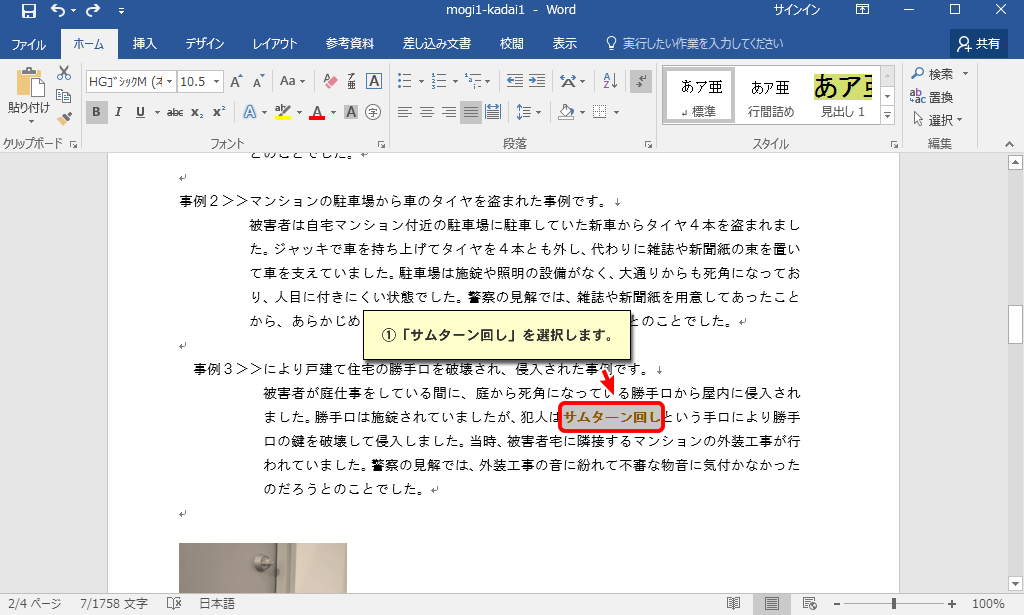 mogi1-kadai1 - Word
サインイン
ファイル ホーム 挿入 デザイン レイアウト 参考資料 差し込み文書 校閲 表示 実行したい作業を入力してください 共有
貼り付け
HGｺﾞｼｯｸM (ｵ 10.5 A A Aa ア亜 A
B I U abc x₂ x² A ab A A 字
あア亜 あア亜 あア亜
↲ 標準 行間詰め 見出し 1
検索
置換
選択
クリップボード フォント 段落 スタイル 編集
とのことでした。↵
↵
事例２＞＞マンションの駐車場から車のタイヤを盗まれた事例です。↓
被害者は自宅マンション付近の駐車場に駐車していた新車からタイヤ４本を盗まれまし
た。ジャッキで車を持ち上げてタイヤを４本とも外し、代わりに雑誌や新聞紙の束を置い
て車を支えていました。駐車場は施錠や照明の設備がなく、大通りからも死角になってお
り、人目に付きにくい状態でした。警察の見解では、雑誌や新聞紙を用意してあったこと
から、あらかじめ とのことでした。↵
①「サムターン回し」を選択します。
↵
事例３＞＞により戸建て住宅の勝手口を破壊され、侵入された事例です。↓
被害者が庭仕事をしている間に、庭から死角になっている勝手口から屋内に侵入され
ました。勝手口は施錠されていましたが、犯人はサムターン回しという手口により勝手
口の鍵を破壊して侵入しました。当時、被害者宅に隣接するマンションの外装工事が行
われていました。警察の見解では、外装工事の音に紛れて不審な物音に気付かなかった
のだろうとのことでした。↵
↵
2/4 ページ 7/1758 文字 日本語 100%